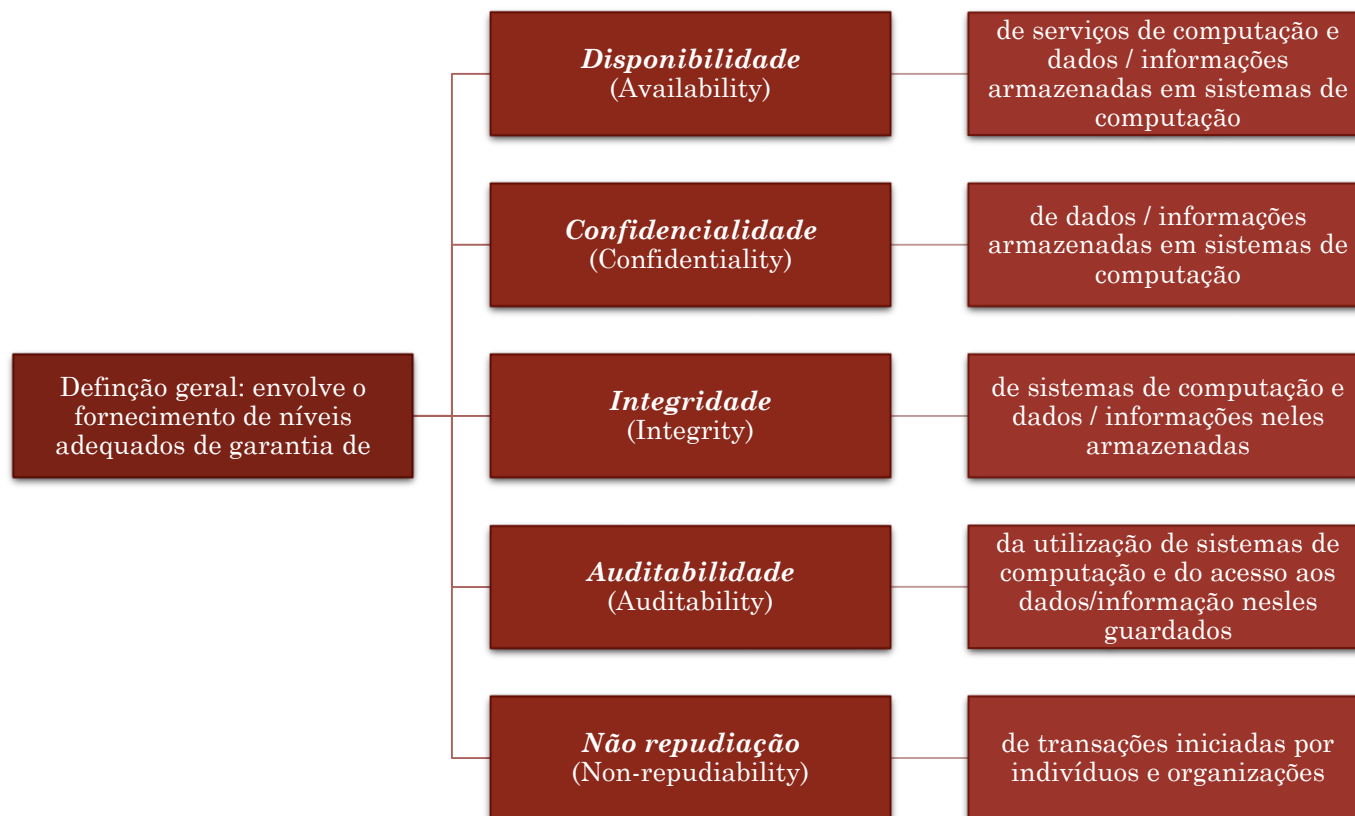 Definção geral: envolve o
fornecimento de níveis
adequados de garantia de
Disponibilidade
(Availability)
de serviços de computação e
dados / informações
armazenadas em sistemas de
computação
Confidencialidade
(Confidentiality)
de dados / informações
armazenadas em sistemas de
computação
Integridade
(Integrity)
de sistemas de computação e
dados / informações neles
armazenadas
Auditabilidade
(Auditability)
da utilização de sistemas de
computação e do acesso aos
dados/informação nesles
guardados
Não repudiação
(Non-repudiability)
de transações iniciadas por
indivíduos e organizações